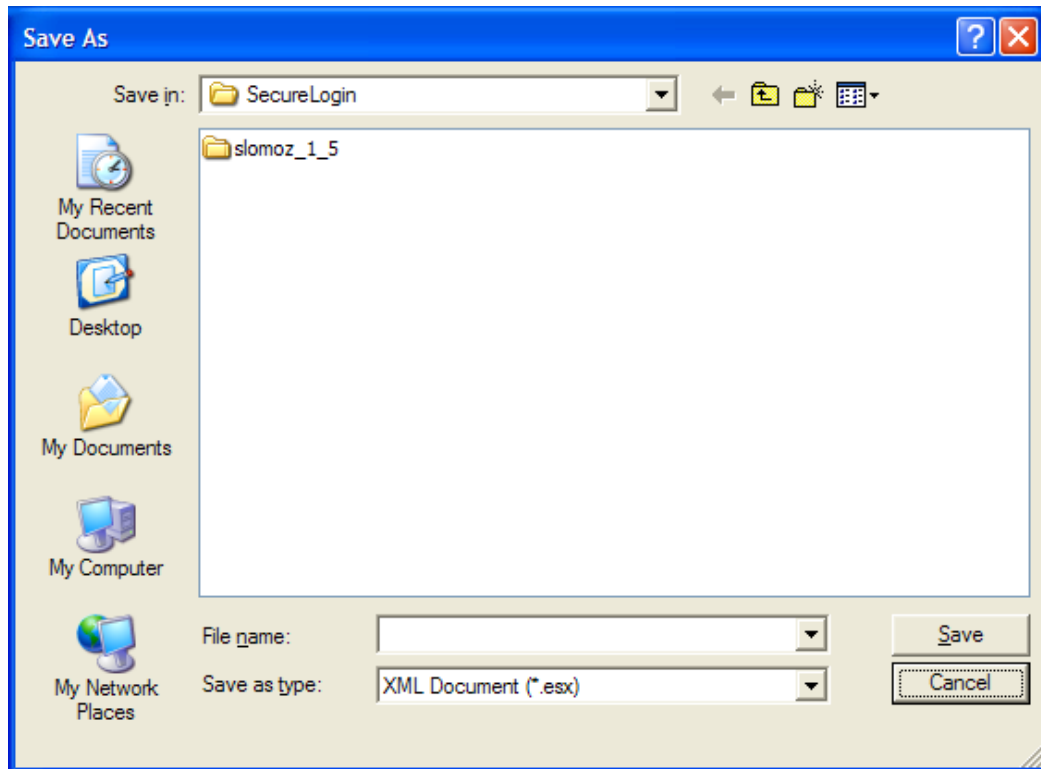 Save As
Save in:
SecureLogin
slomoz_1_5
My Recent
Documents
Desktop
My Documents
My Computer
My Network
Places
File name:
Save as type:
XML Document (*.esx)
Save
Cancel